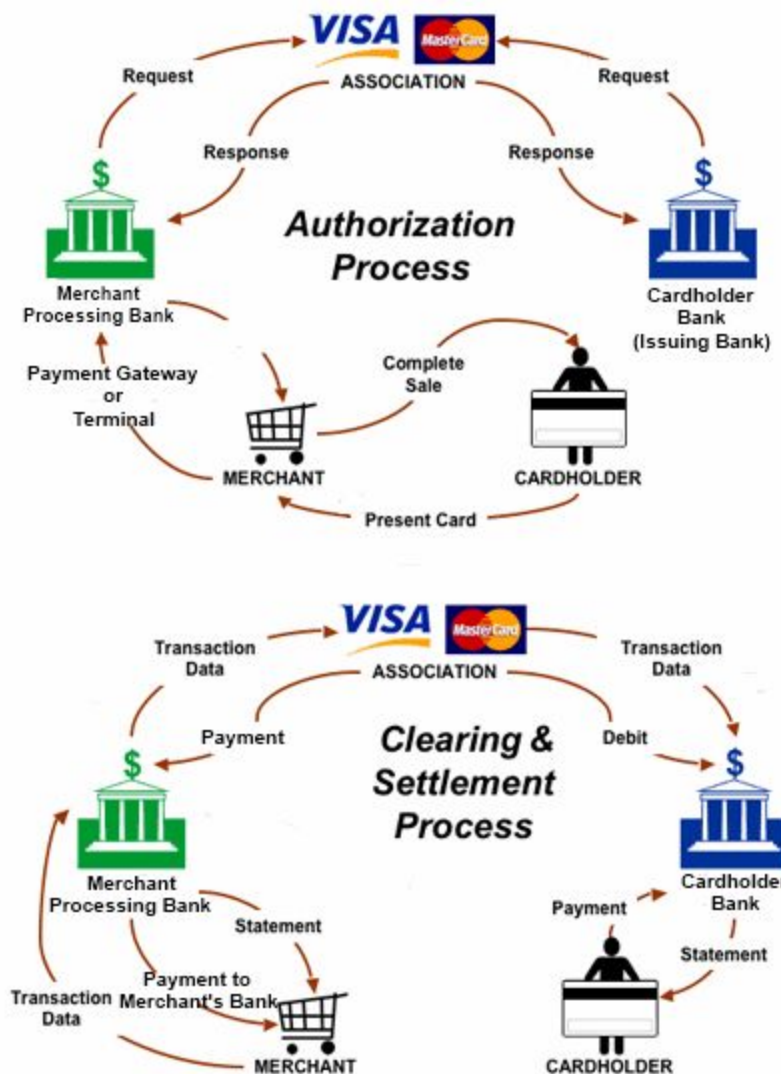 VISA MasterCard
ASSOCIATION
Request
Request
Response
Response
$
$
Authorization
Process
Merchant
Processing Bank
Cardholder
Bank
(Issuing Bank)
Payment Gateway
or
Terminal
Complete
Sale
MERCHANT
CARDHOLDER
Present Card
VISA MasterCard
ASSOCIATION
Transaction
Data
Transaction
Data
Payment
Debit
$
$
Clearing &
Settlement
Process
Merchant
Processing Bank
Cardholder
Bank
Statement
Payment
Statement
Payment to
Merchant's Bank
Transaction
Data
MERCHANT
CARDHOLDER